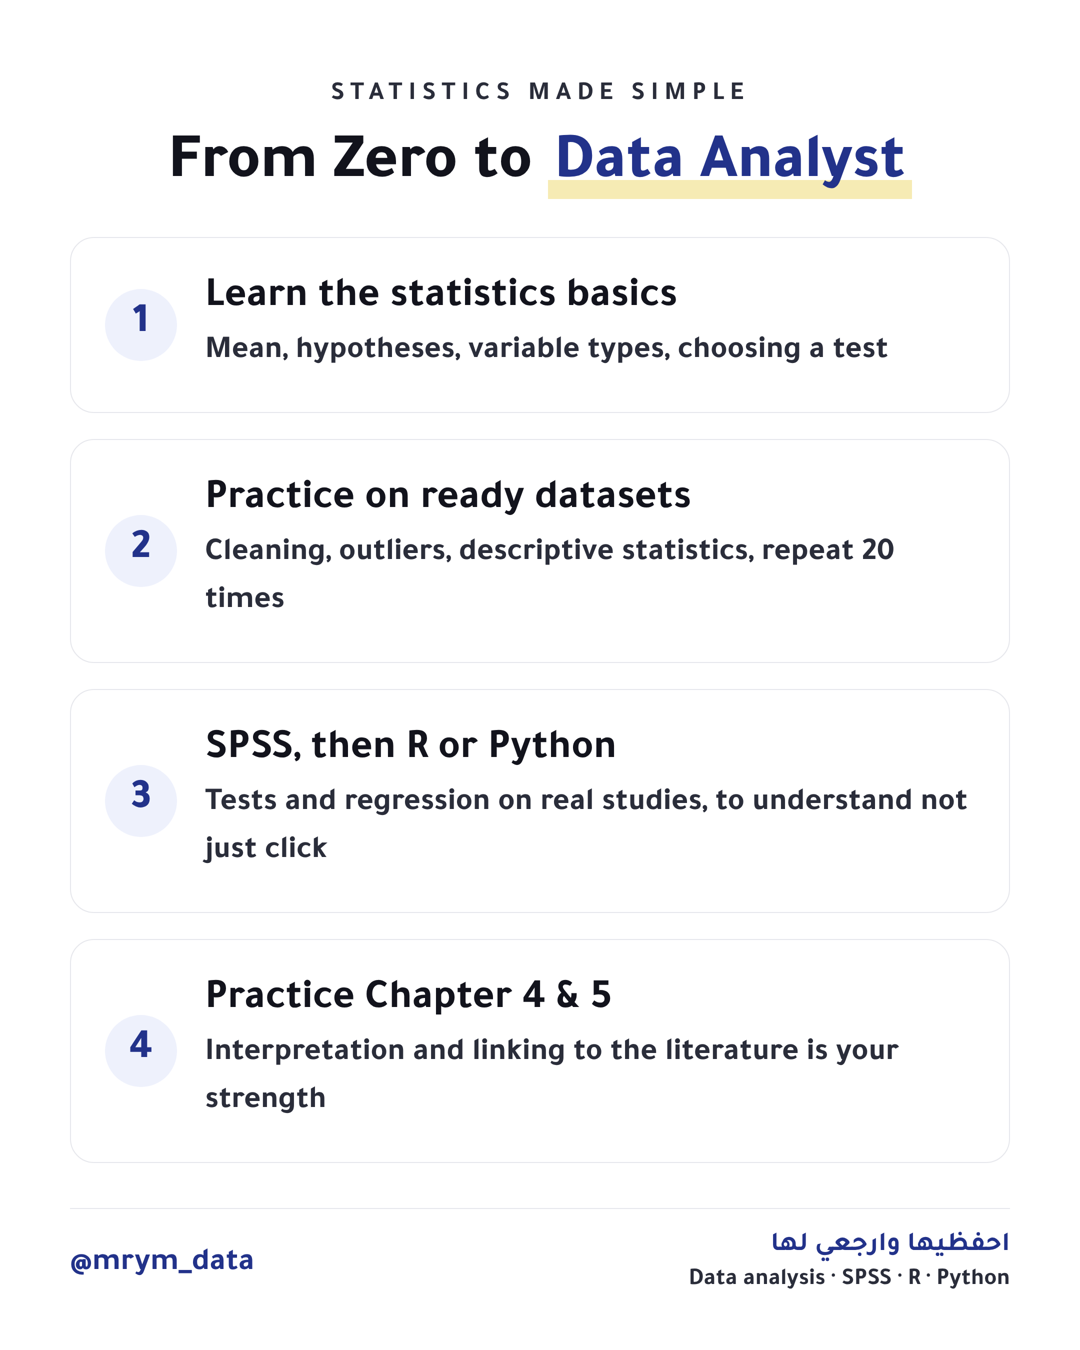 STATISTICS MADE SIMPLE
From Zero to Data Analyst
1
Learn the statistics basics
Mean, hypotheses, variable types, choosing a test
2
Practice on ready datasets
Cleaning, outliers, descriptive statistics, repeat 20
times
3
SPSS, then R or Python
Tests and regression on real studies, to understand not
just click
4
Practice Chapter 4 & 5
Interpretation and linking to the literature is your
strength
@mrym_data
احفظيها وارجعي لها
Data analysis · SPSS · R · Python